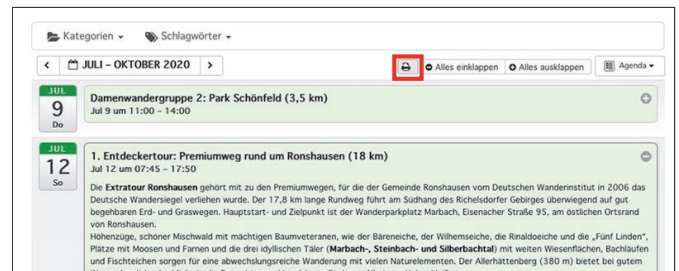 Kategorien Schlagwörter
JULI – OKTOBER 2020 Alles einklappen Alles ausklappen Agenda
JUL
9
Do
Damenwandergruppe 2: Park Schönfeld (3,5 km)
Jul 9 um 11:00 – 14:00
JUL
12
So
1. Entdeckertour: Premiumweg rund um Ronshausen (18 km)
Jul 12 um 07:45 – 17:50
Die Extratour Ronshausen gehört mit zu den Premiumwegen, für die der Gemeinde Ronshausen vom Deutschen Wanderinstitut in 2006 das
Deutsche Wandersiegel verliehen wurde. Der 17,8 km lange Rundweg führt am Südhang des Richelsdorfer Gebirges überwiegend auf gut
begehbaren Erd- und Graswegen. Hauptstart- und Zielpunkt ist der Wanderparkplatz Marbach, Eisenacher Straße 95, am östlichen Ortsrand
von Ronshausen.
Höhenzüge, schöner Mischwald mit mächtigen Baumveteranen, wie der Bäreneiche, der Wilhemseiche, die Rinaldoeiche und die „Fünf Linden",
Plätze mit Moosen und Farnen und die drei idyllischen Täler (Marbach-, Steinbach- und Silberbachtal) mit weiten Wiesenflächen, Bachläufen
und Fischteichen sorgen für eine abwechslungsreiche Wanderung mit vielen Naturelementen. Der Allerhättenberg (380 m) bietet bei gutem